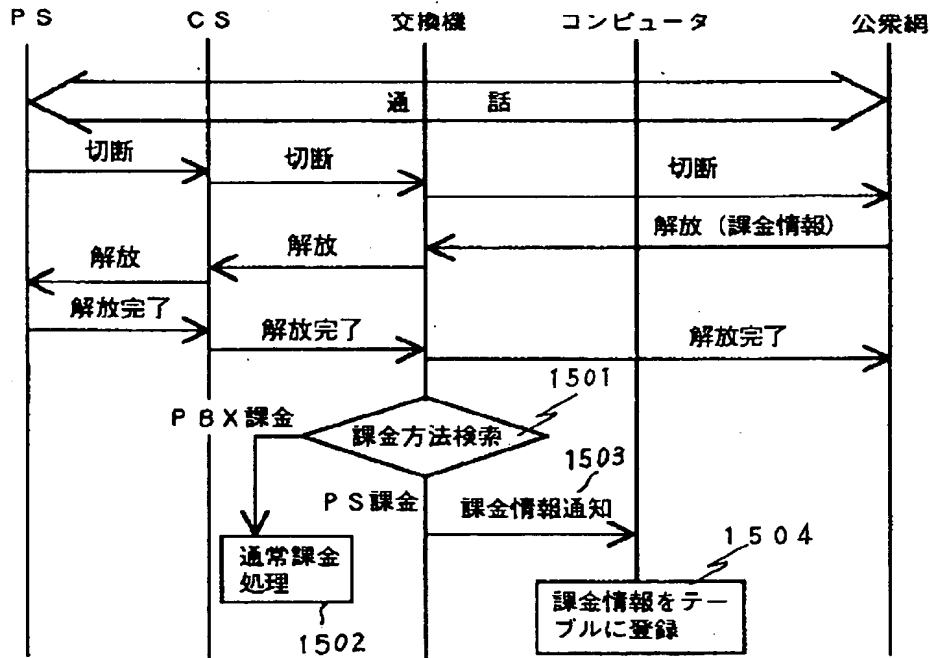 ＰＳ ＣＳ 交換機 コンピュータ 公衆網
通 話
切断
切断
切断
解放（課金情報）
解放
解放
解放完了
解放完了
解放完了
1501
ＰＢＸ課金
課金方法検索
1503
ＰＳ課金
課金情報通知
1504
通常課金
処理
課金情報をテー
ブルに登録
1502